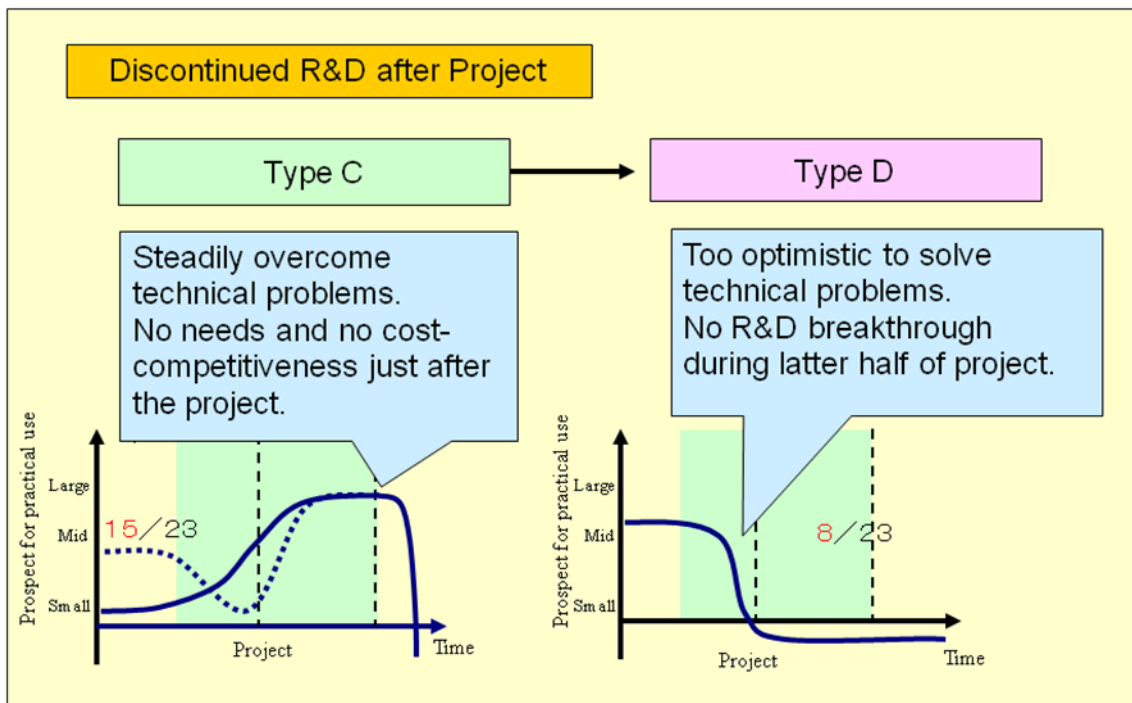 Discontinued R&D after Project
Type C
Type D
Steadily overcome
technical problems.
No needs and no cost-
competitiveness just after
the project.
Too optimistic to solve
technical problems.
No R&D breakthrough
during latter half of project.
Prospect for practical use
Large
Mid
Small
15/23
Project
Time
Prospect for practical use
Large
Mid
Small
8/23
Project
Time